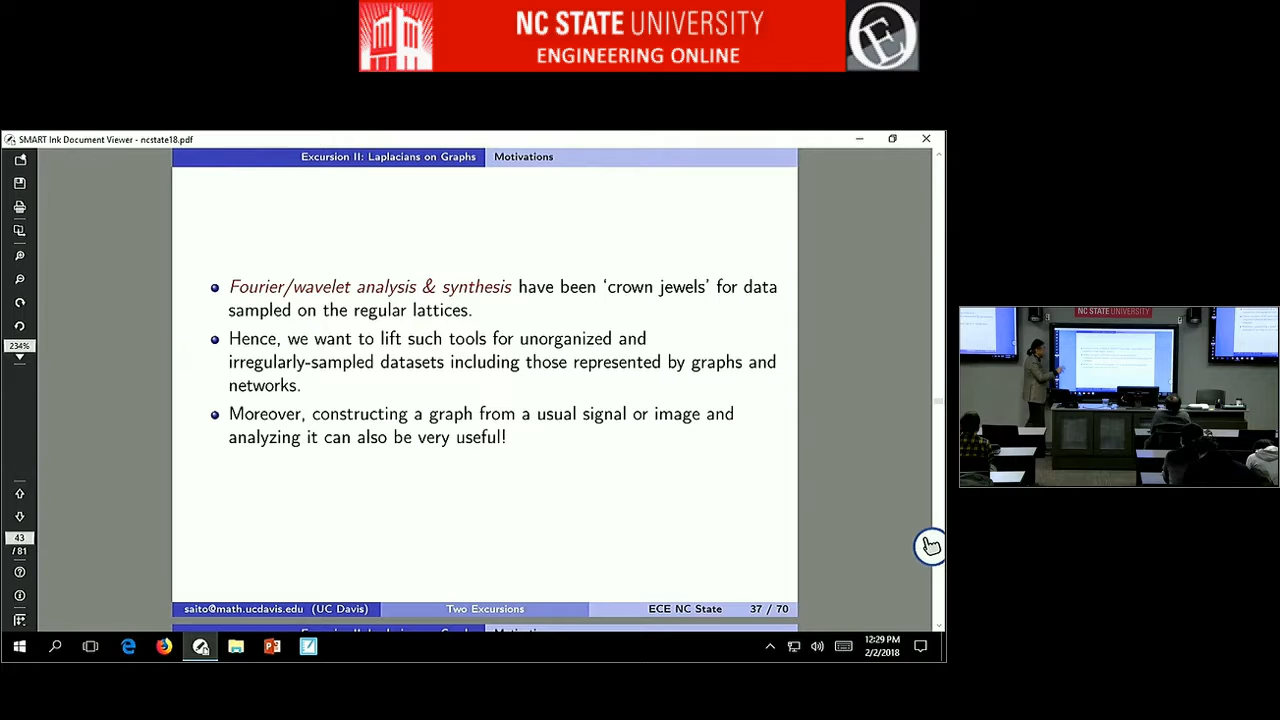 NC STATE UNIVERSITY
ENGINEERING ONLINE
SMART Ink Document Viewer - ncstate18.pdf
Excursion II: Laplacians on Graphs Motivations
Fourier/wavelet analysis & synthesis have been ‘crown jewels’ for data
sampled on the regular lattices.
Hence, we want to lift such tools for unorganized and
irregularly-sampled datasets including those represented by graphs and
networks.
Moreover, constructing a graph from a usual signal or image and
analyzing it can also be very useful!
234%
43
/ 81
saito@math.ucdavis.edu (UC Davis) Two Excursions ECE NC State 37 / 70
12:29 PM
2/2/2018
NC STATE UNIVERSITY